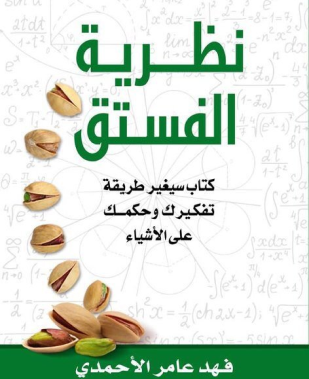 نظرية
الفستق
كتاب سيغير طريقة
تفكيرك وحكمك
على الأشياء
فهد عامر الأحمدي